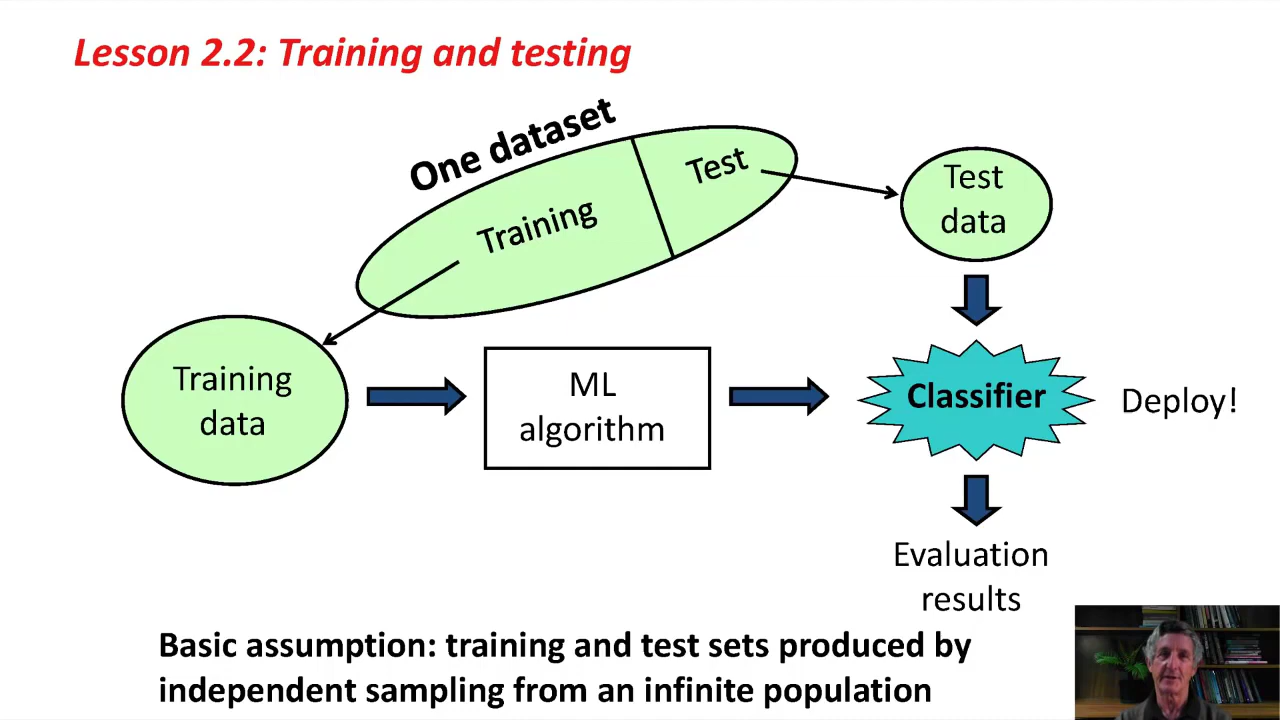 Lesson 2.2: Training and testing
One dataset
Training
Test
Test
data
Training
data
ML
algorithm
Classifier
Deploy!
Evaluation
results
Basic assumption: training and test sets produced by
independent sampling from an infinite population